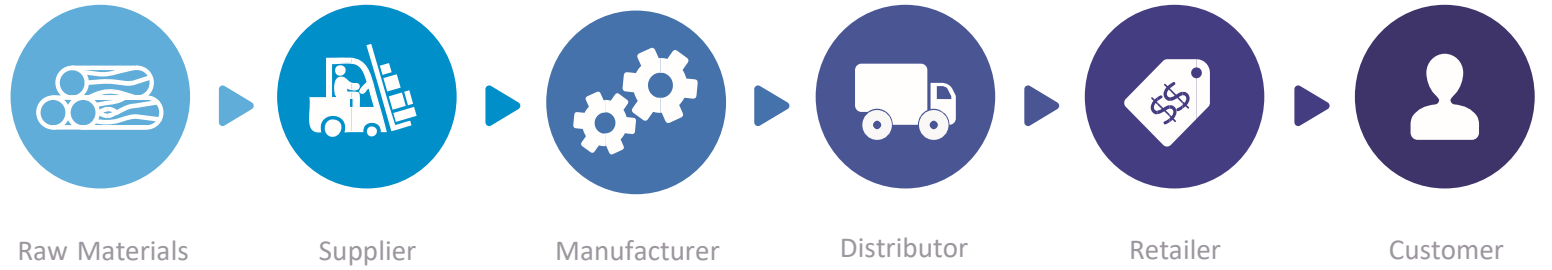 $$
Raw Materials
Supplier
Manufacturer
Distributor
Retailer
Customer